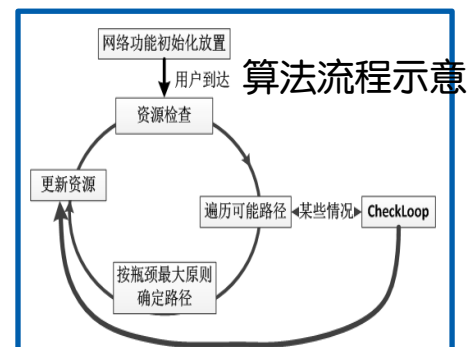 网络功能初始化放置
用户到达
算法流程示意
资源检查
更新资源
遍历可能路径
某些情况
CheckLoop
按瓶颈最大原则
确定路径